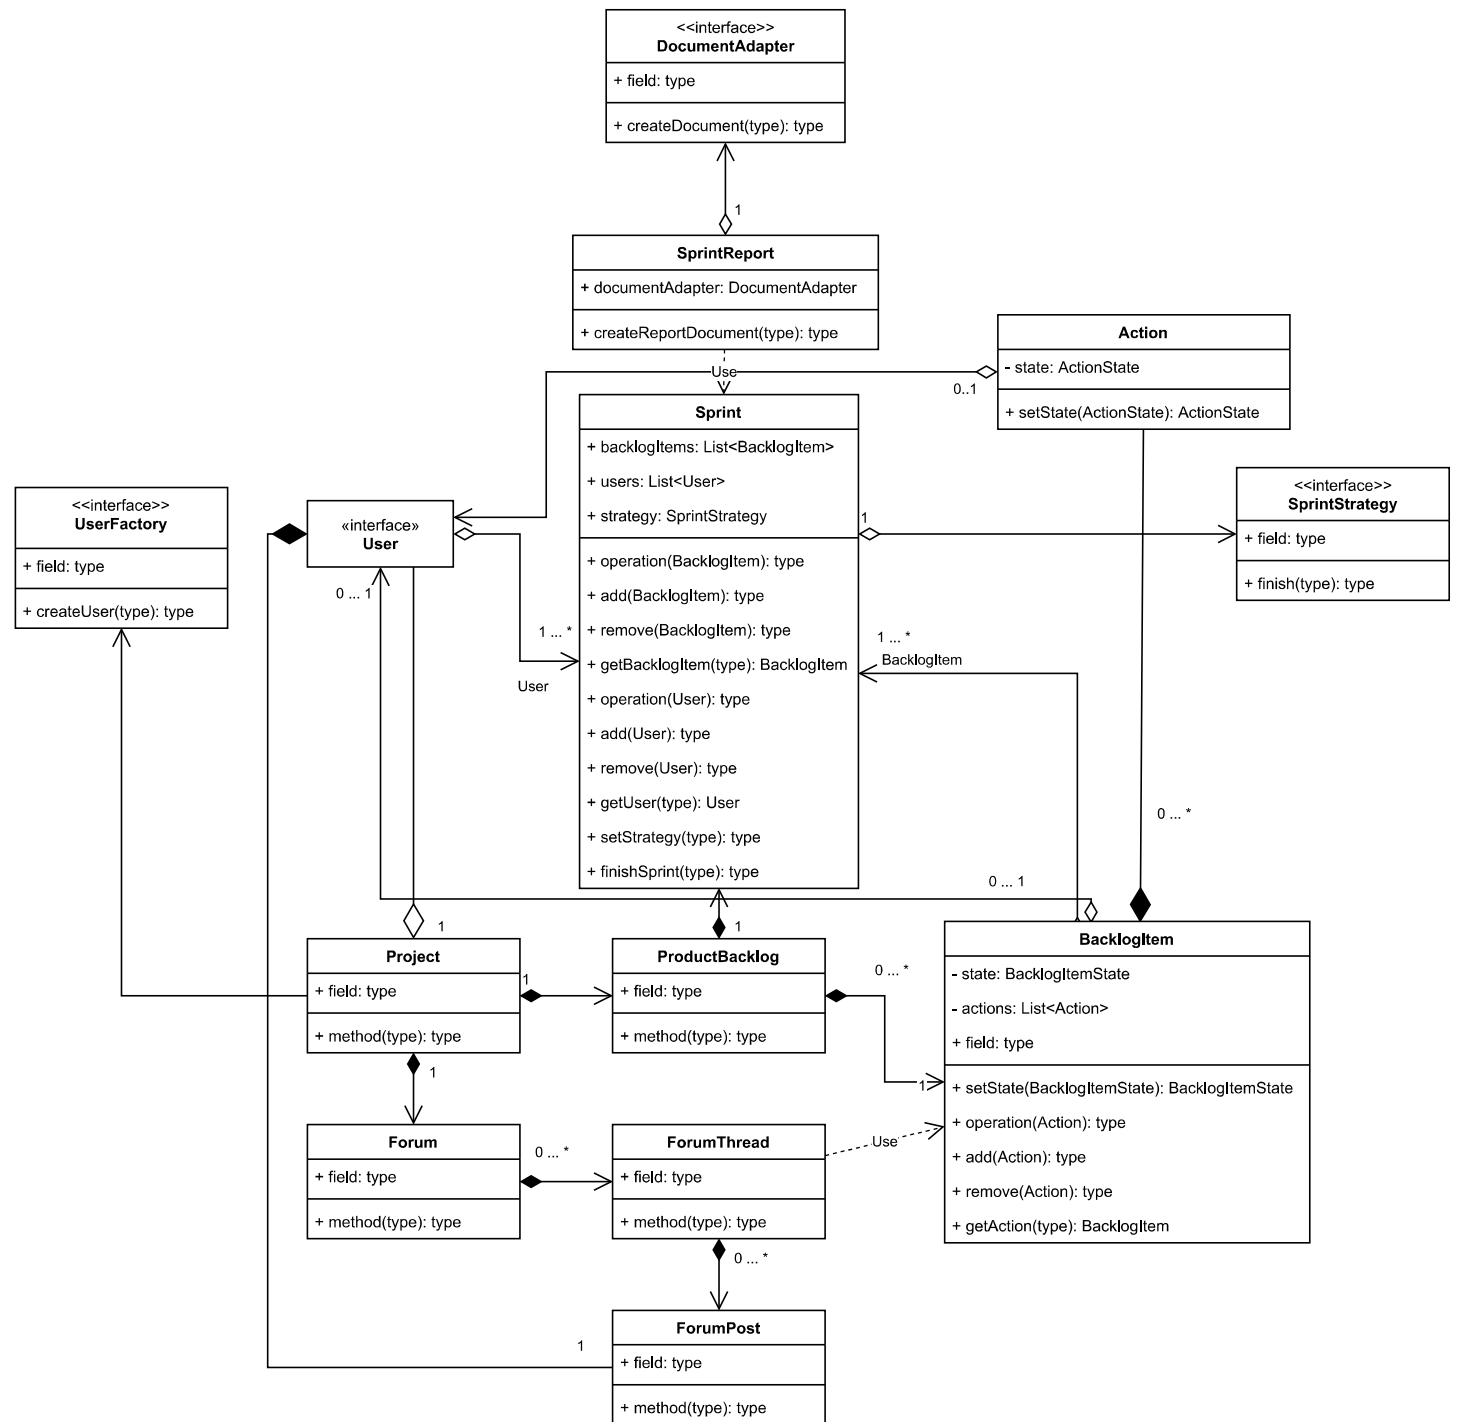 <<interface>>
DocumentAdapter
+ field: type
+ createDocument(type): type
1
SprintReport
+ documentAdapter: DocumentAdapter
+ createReportDocument(type): type
Use
Action
- state: ActionState
+ setState(ActionState): ActionState
0..1
Sprint
+ backlogItems: List<BacklogItem>
+ users: List<User>
+ strategy: SprintStrategy
+ operation(BacklogItem): type
+ add(BacklogItem): type
+ remove(BacklogItem): type
+ getBacklogItem(type): BacklogItem
+ operation(User): type
+ add(User): type
+ remove(User): type
+ getUser(type): User
+ setStrategy(type): type
+ finishSprint(type): type
<<interface>>
UserFactory
+ field: type
+ createUser(type): type
«interface»
User
0 ... 1
1 ... *
User
1
<<interface>>
SprintStrategy
+ field: type
+ finish(type): type
1 ... *
BacklogItem
0 ... *
0 ... 1
1
Project
+ field: type
+ method(type): type
1
1
1
ProductBacklog
+ field: type
+ method(type): type
0 ... *
1
BacklogItem
- state: BacklogItemState
- actions: List<Action>
+ field: type
+ setState(BacklogItemState): BacklogItemState
+ operation(Action): type
+ add(Action): type
+ remove(Action): type
+ getAction(type): BacklogItem
Forum
+ field: type
+ method(type): type
0 ... *
ForumThread
+ field: type
+ method(type): type
Use
0 ... *
1
ForumPost
+ field: type
+ method(type): type